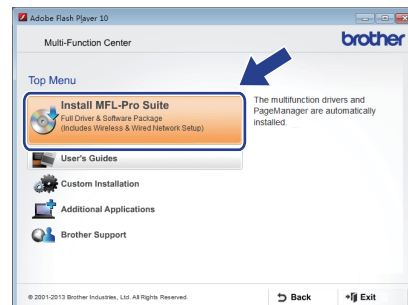 Adobe Flash Player 10
Multi-Function Center
brother
Top Menu
Install MFL-Pro Suite
Full Driver & Software Package
(Includes Wireless & Wired Network Setup)
The multifunction drivers and
PageManager are automatically
installed.
User's Guides
Custom Installation
Additional Applications
Brother Support
© 2001-2013 Brother Industries, Ltd. All Rights Reserved.
Back
Exit